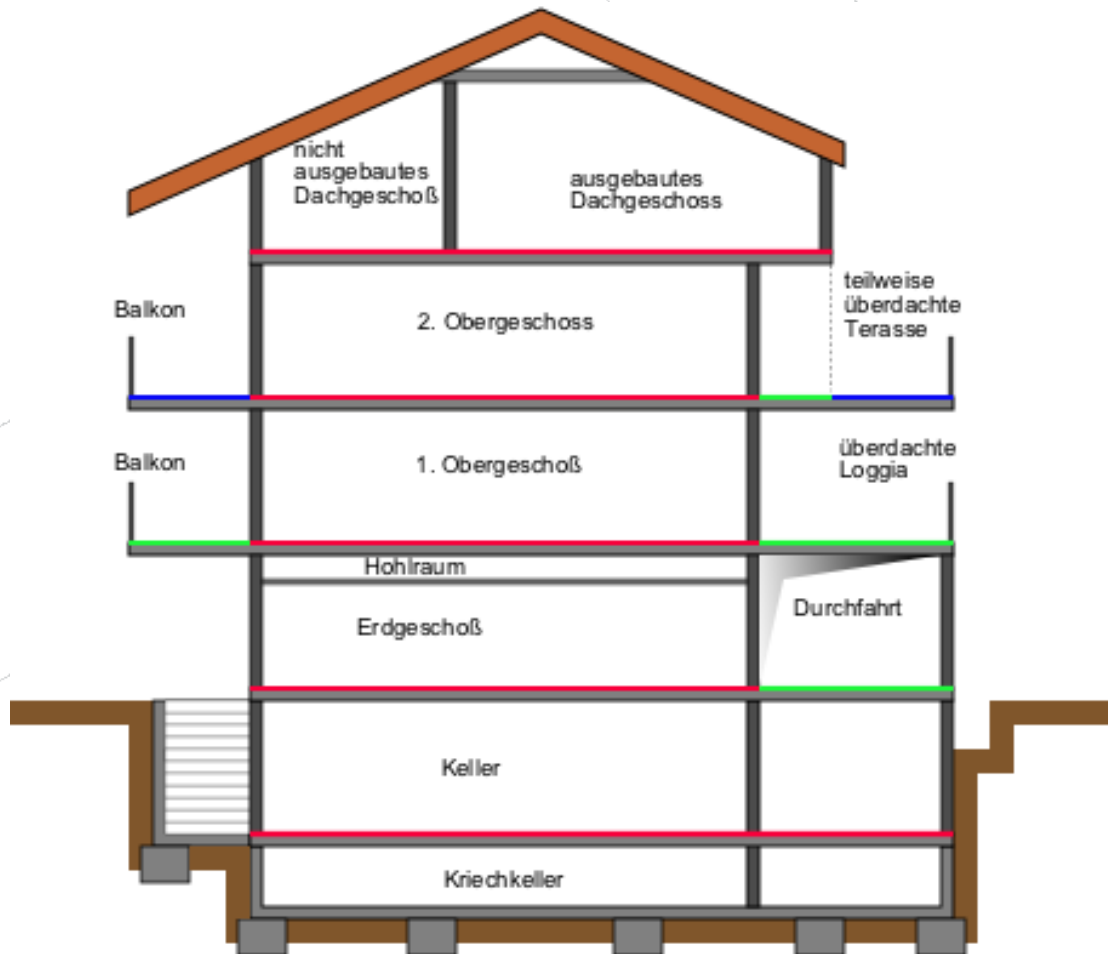 nicht
ausgebautes
Dachgeschoß
ausgebautes
Dachgeschoss
Balkon
2. Obergeschoss
teilweise
überdachte
Terasse
Balkon
1. Obergeschoß
überdachte
Loggia
Hohlraum
Erdgeschoß
Durchfahrt
Keller
Kriechkeller